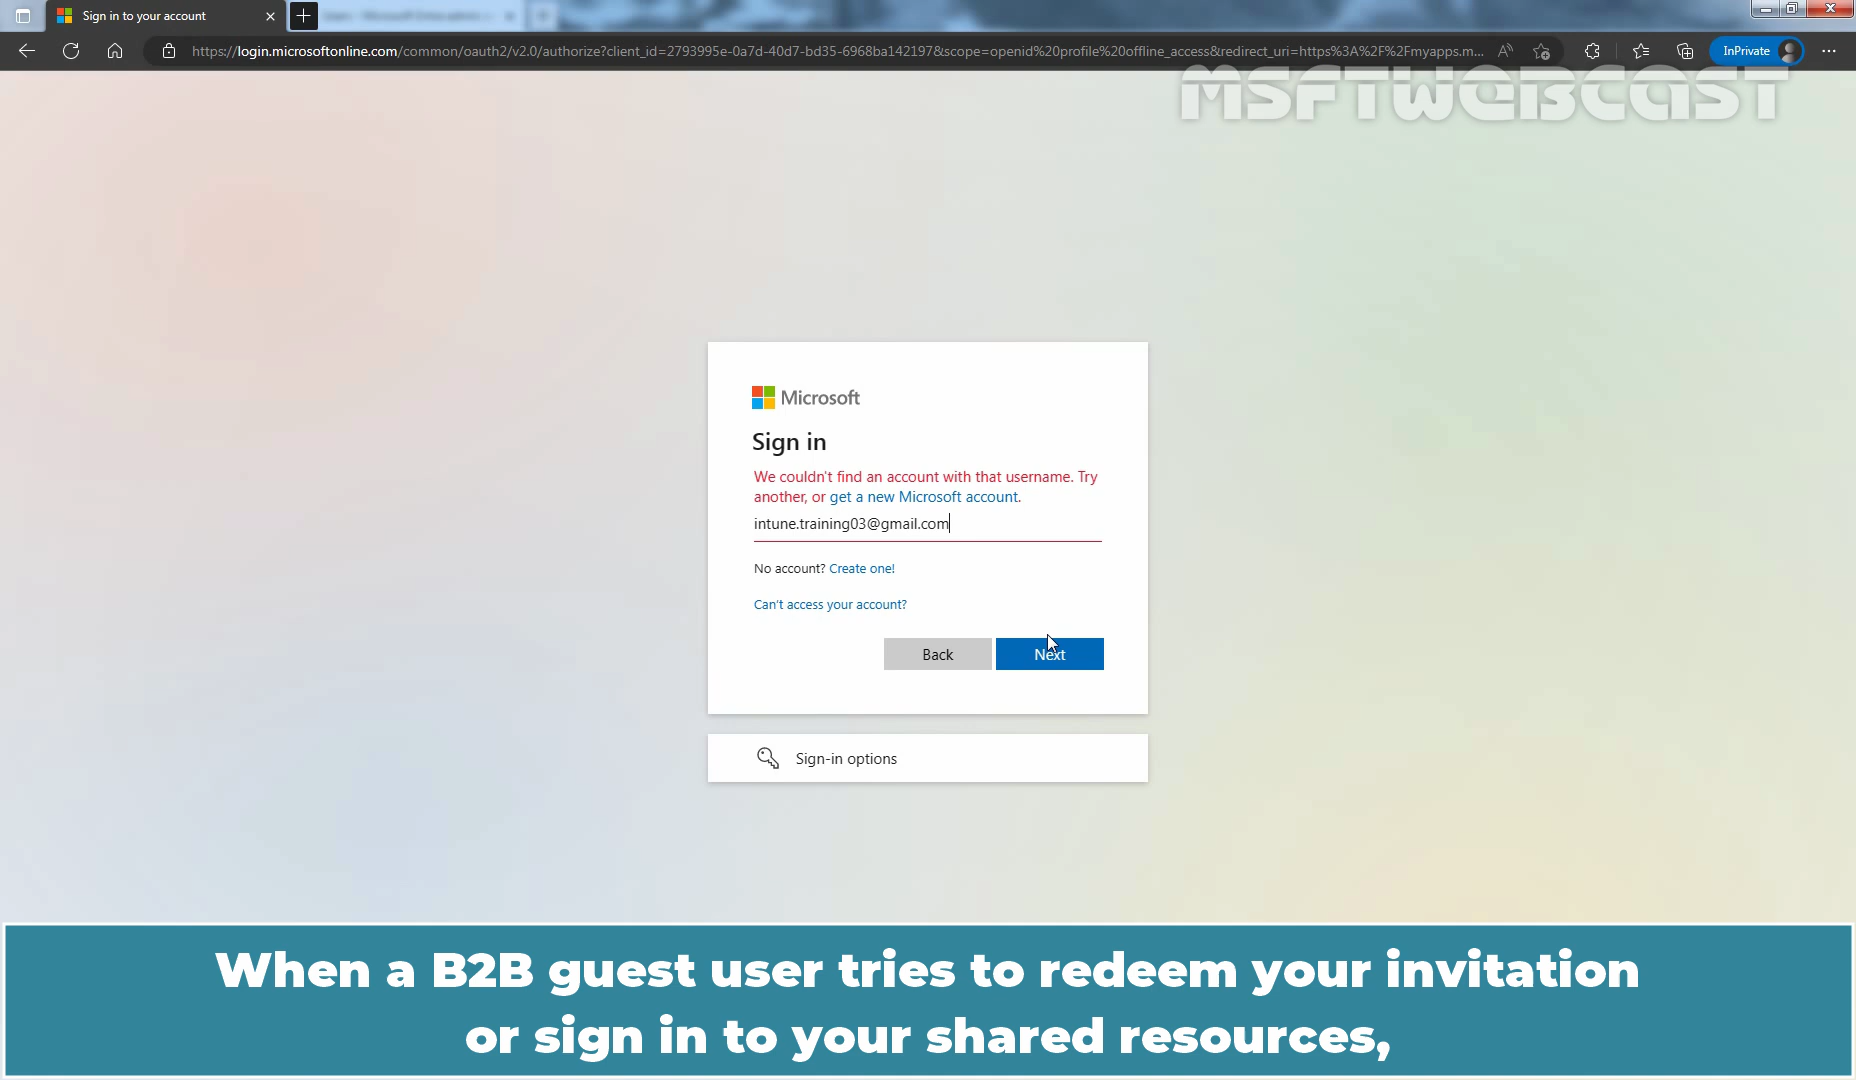 Sign in to your account
https://login.microsoftonline.com/common/oauth2/v2.0/authorize?client_id=2793995e-0a7d-40d7-bd35-6968ba142197&scope=openid%20profile%20offline_access&redirect_uri=https%3A%2F%2Fmyapps.m...
InPrivate
MSFTWEBCAST
Microsoft
Sign in
We couldn't find an account with that username. Try
another, or get a new Microsoft account.
intune.training03@gmail.com
No account? Create one!
Can't access your account?
Back
Next
Sign-in options
When a B2B guest user tries to redeem your invitation
or sign in to your shared resources,